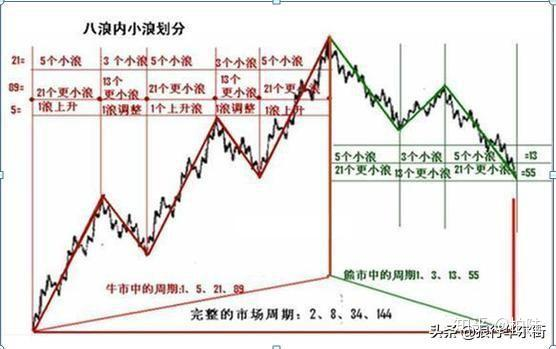 八浪内小浪划分
21= 5个小浪 3个小浪 5个小浪 3个小浪 5个小浪
89= 21个更小浪 13个更小浪 21个更小浪 13个更小浪 21个更小浪
5= 1浪上升 1浪调整 1个上升浪 1浪调整 1浪上升
5个小浪 3个小浪 5个小浪 =13
21个更小浪 13个更小浪 21个更小浪 =55
牛市中的周期:1、5、21、89
熊市中的周期1、3、13、55
完整的市场周期:2、8、34、144
头条@狼行华尔街